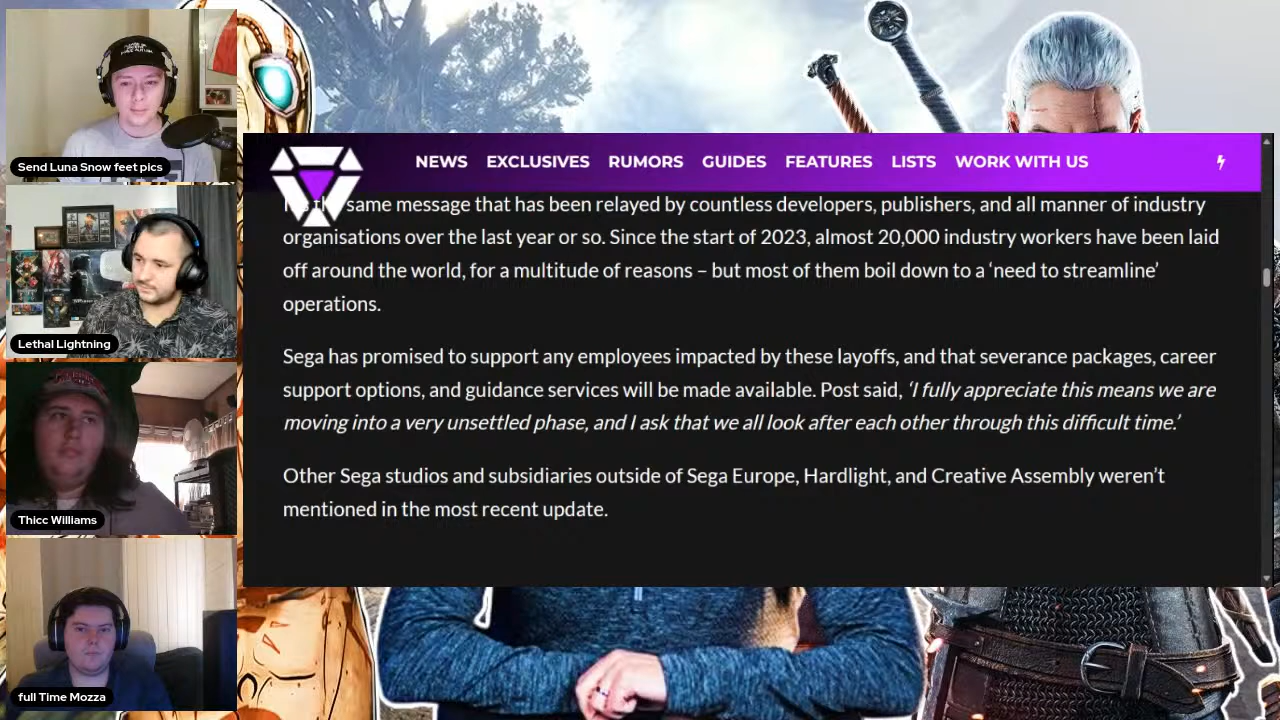 Send Luna Snow feet pics
Lethal Lightning
Thicc Williams
full Time Mozza
NEWS EXCLUSIVES RUMORS GUIDES FEATURES LISTS WORK WITH US
the same message that has been relayed by countless developers, publishers, and all manner of industry
organisations over the last year or so. Since the start of 2023, almost 20,000 industry workers have been laid
off around the world, for a multitude of reasons – but most of them boil down to a ‘need to streamline’
operations.
Sega has promised to support any employees impacted by these layoffs, and that severance packages, career
support options, and guidance services will be made available. Post said, ‘I fully appreciate this means we are
moving into a very unsettled phase, and I ask that we all look after each other through this difficult time.’
Other Sega studios and subsidiaries outside of Sega Europe, Hardlight, and Creative Assembly weren’t
mentioned in the most recent update.